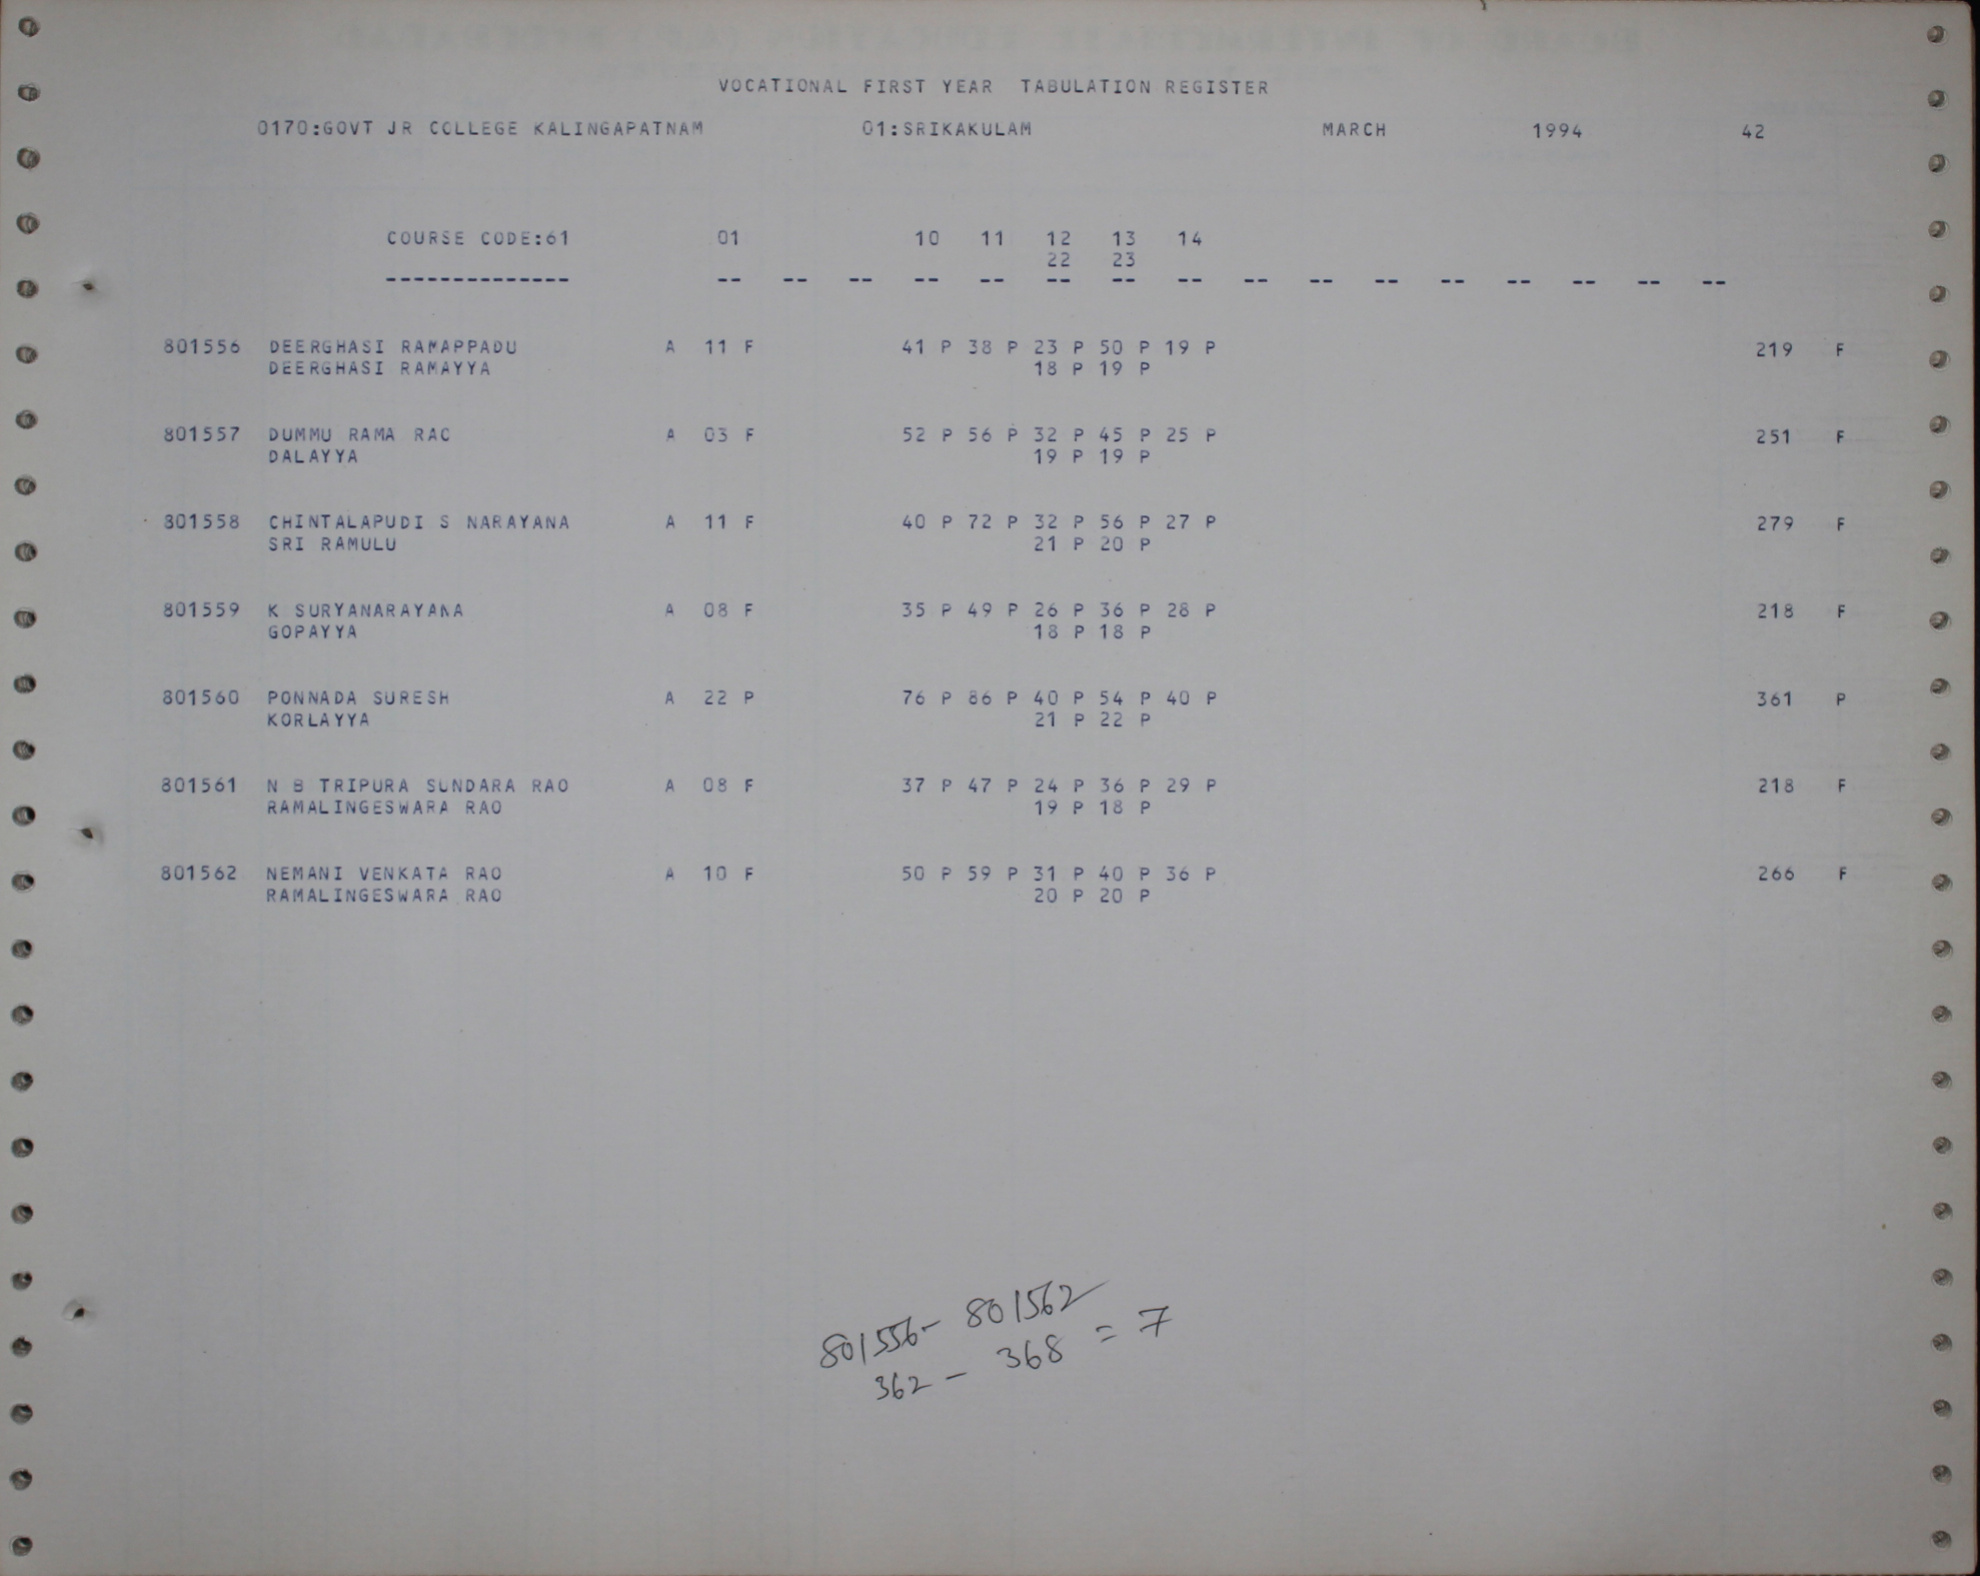 VOCATIONAL FIRST YEAR TABULATION REGISTER
0170:GOVT JR COLLEGE KALINGAPATNAM 01:SRIKAKULAM MARCH 1994 42
COURSE CODE:61 01 10 11 12 13 14
22 23
-------------- -- -- -- -- -- -- -- -- -- -- -- -- -- -- -- --
801556 DEERGHASI RAMAPPADU A 11 F 41 P 38 P 23 P 50 P 19 P 219 F
DEERGHASI RAMAYYA 18 P 19 P
801557 DUMMU RAMA RAO A 03 F 52 P 56 P 32 P 45 P 25 P 251 F
DALAYYA 19 P 19 P
801558 CHINTALAPUDI S NARAYANA A 11 F 40 P 72 P 32 P 56 P 27 P 279 F
SRI RAMULU 21 P 20 P
801559 K SURYANARAYANA A 08 F 35 P 49 P 26 P 36 P 28 P 218 F
GOPAYYA 18 P 18 P
801560 PONNADA SURESH A 22 P 76 P 86 P 40 P 54 P 40 P 361 P
KORLAYYA 21 P 22 P
801561 N B TRIPURA SUNDARA RAO A 08 F 37 P 47 P 24 P 36 P 29 P 218 F
RAMALINGESWARA RAO 19 P 18 P
801562 NEMANI VENKATA RAO A 10 F 50 P 59 P 31 P 40 P 36 P 266 F
RAMALINGESWARA RAO 20 P 20 P
801556 - 801562
362 - 368 = 7